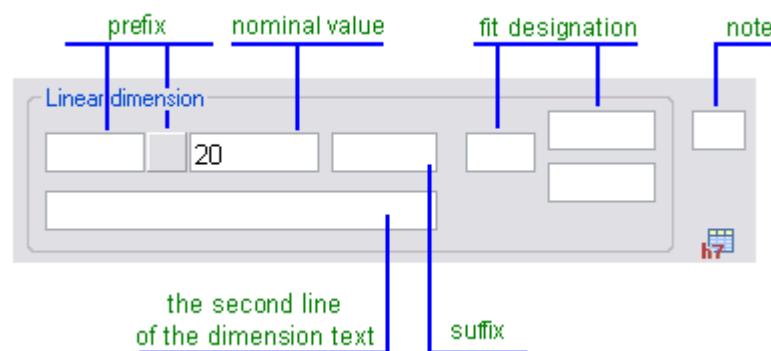 prefix nominal value fit designation note
Linear dimension
20
h7
the second line
of the dimension text suffix